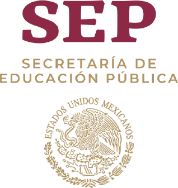 SEP
SECRETARÍA DE
EDUCACIÓN PÚBLICA
ESTADOS UNIDOS MEXICANOS